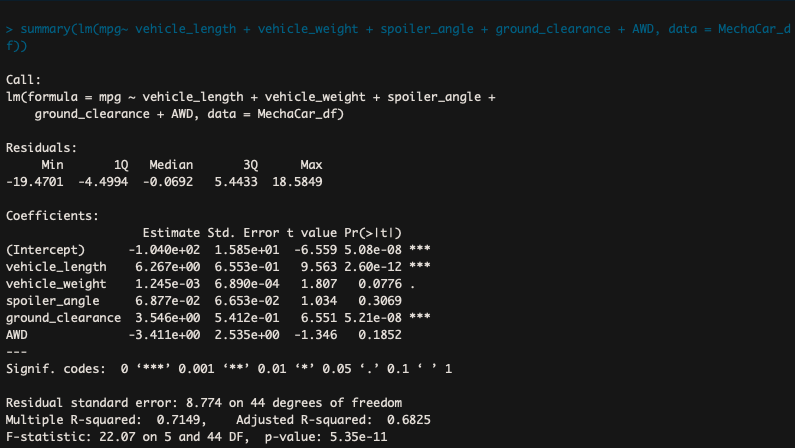 > summary(lm(mpg~ vehicle_length + vehicle_weight + spoiler_angle + ground_clearance + AWD, data = MechaCar_d
f))
Call:
lm(formula = mpg ~ vehicle_length + vehicle_weight + spoiler_angle +
    ground_clearance + AWD, data = MechaCar_df)
Residuals:
     Min       1Q   Median       3Q      Max
-19.4701  -4.4994  -0.0692   5.4433  18.5849
Coefficients:
                   Estimate Std. Error t value Pr(>|t|)
(Intercept)      -1.040e+02  1.585e+01  -6.559 5.08e-08 ***
vehicle_length    6.267e+00  6.553e-01   9.563 2.60e-12 ***
vehicle_weight    1.245e-03  6.890e-04   1.807   0.0776 .
spoiler_angle     6.877e-02  6.653e-02   1.034   0.3069
ground_clearance  3.546e+00  5.412e-01   6.551 5.21e-08 ***
AWD              -3.411e+00  2.535e+00  -1.346   0.1852
---
Signif. codes:  0 ‘***’ 0.001 ‘**’ 0.01 ‘*’ 0.05 ‘.’ 0.1 ‘ ’ 1
Residual standard error: 8.774 on 44 degrees of freedom
Multiple R-squared:  0.7149,    Adjusted R-squared:  0.6825
F-statistic: 22.07 on 5 and 44 DF,  p-value: 5.35e-11